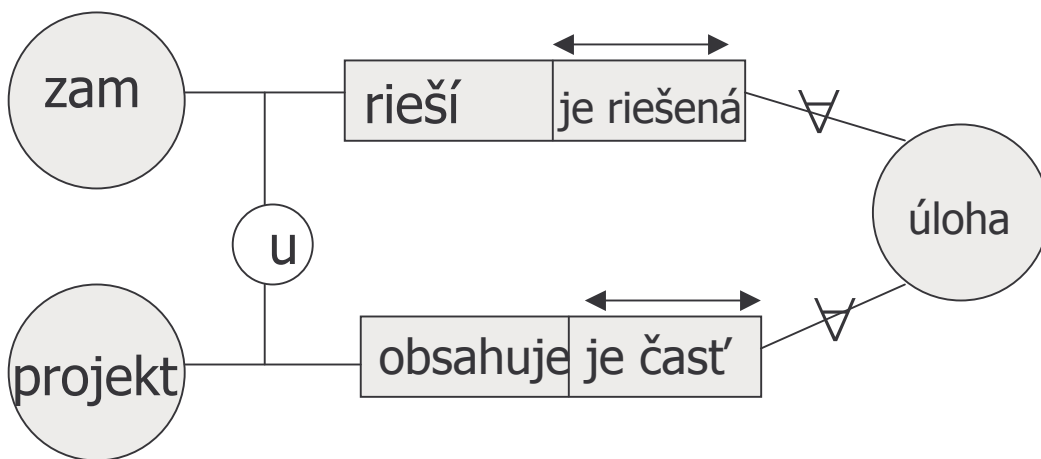 zam
rieší
je riešená
∀
úloha
u
projekt
obsahuje
je časť
∀